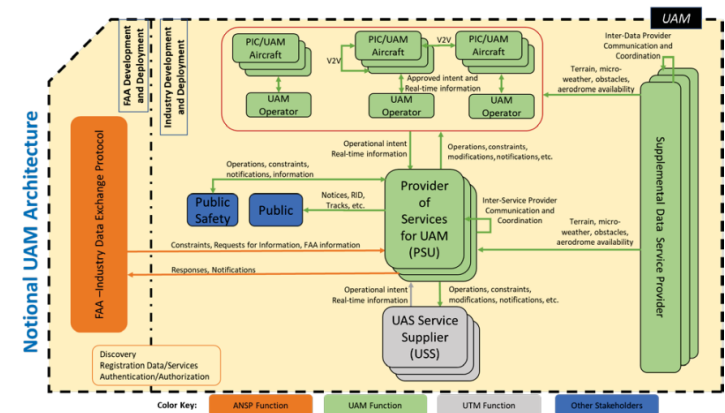 UAM
Notional UAM Architecture
FAA Development
and Deployment
Industry Development
and Deployment
PIC/UAM
Aircraft
PIC/UAM
Aircraft
V2V
PIC/UAM
Aircraft
V2V
Approved intent and
Real-time information
UAM
Operator
UAM
Operator
UAM
Operator
Inter-Data Provider
Communication and
Coordination
Terrain, micro-
weather, obstacles,
aerodrome availability
Supplemental Data Service Provider
Operational intent
Real-time information
Operations, constraints,
modifications, notifications, etc.
Operations, constraints,
notifications, information
Public
Safety
Public
Notices, RID,
Tracks, etc.
Provider
of
Services
for UAM
(PSU)
Inter-Service Provider
Communication and
Coordination
Terrain, micro-
weather, obstacles,
aerodrome availability
FAA –Industry Data Exchange Protocol
Constraints, Requests for Information, FAA information
Responses, Notifications
Operational intent
Real-time information
Operations, constraints,
modifications, notifications, etc.
UAS Service
Supplier
(USS)
Discovery
Registration Data/Services
Authentication/Authorization
Color Key:
ANSP Function
UAM Function
UTM Function
Other Stakeholders